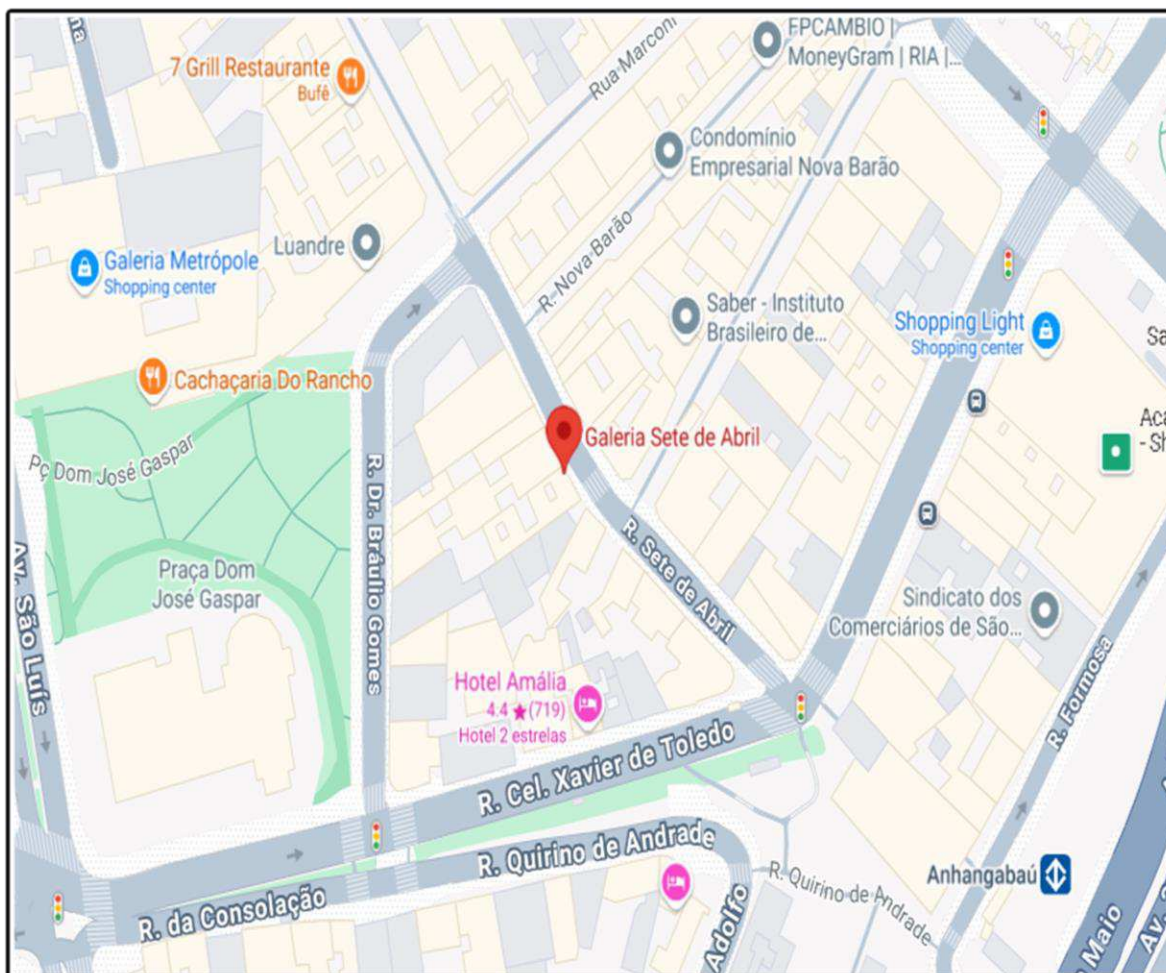 7 Grill Restaurante
Bufê
Rua Marconi
FPCAMBIO |
MoneyGram | RIA |...
Condomínio
Empresarial Nova Barão
Luandre
R. Nova Barão
Galeria Metrópole
Shopping center
Saber - Instituto
Brasileiro de...
Shopping Light
Shopping center
Cachaçaria Do Rancho
Galeria Sete de Abril
Pç Dom José Gaspar
R. Dr. Bráulio Gomes
R. Sete de Abril
Praça Dom
José Gaspar
Av. São Luís
Sindicato dos
Comerciários de São...
R. Formosa
Hotel Amália
4.4 ★ (719)
Hotel 2 estrelas
R. Cel. Xavier de Toledo
R. Quirino de Andrade
R. da Consolação
R. Quirino de Andrade
Anhangabaú
Adolfo
Maio